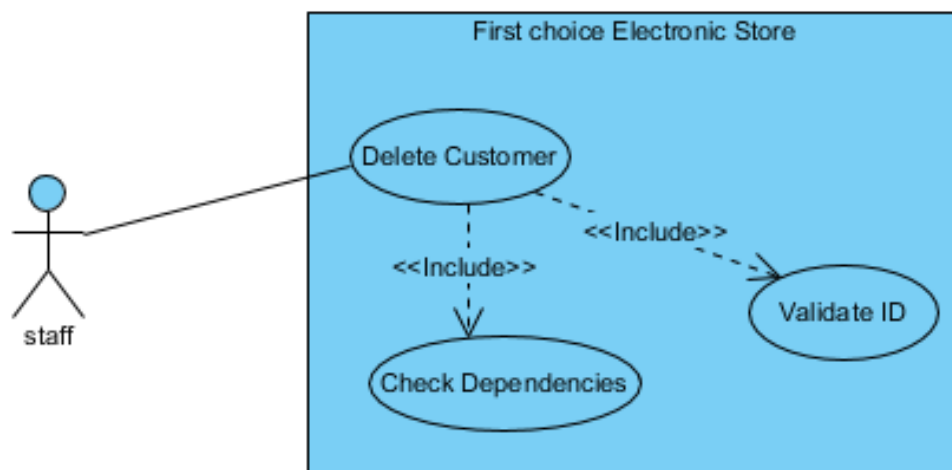 First choice Electronic Store
Delete Customer
<<Include>>
<<Include>>
Validate ID
staff
Check Dependencies